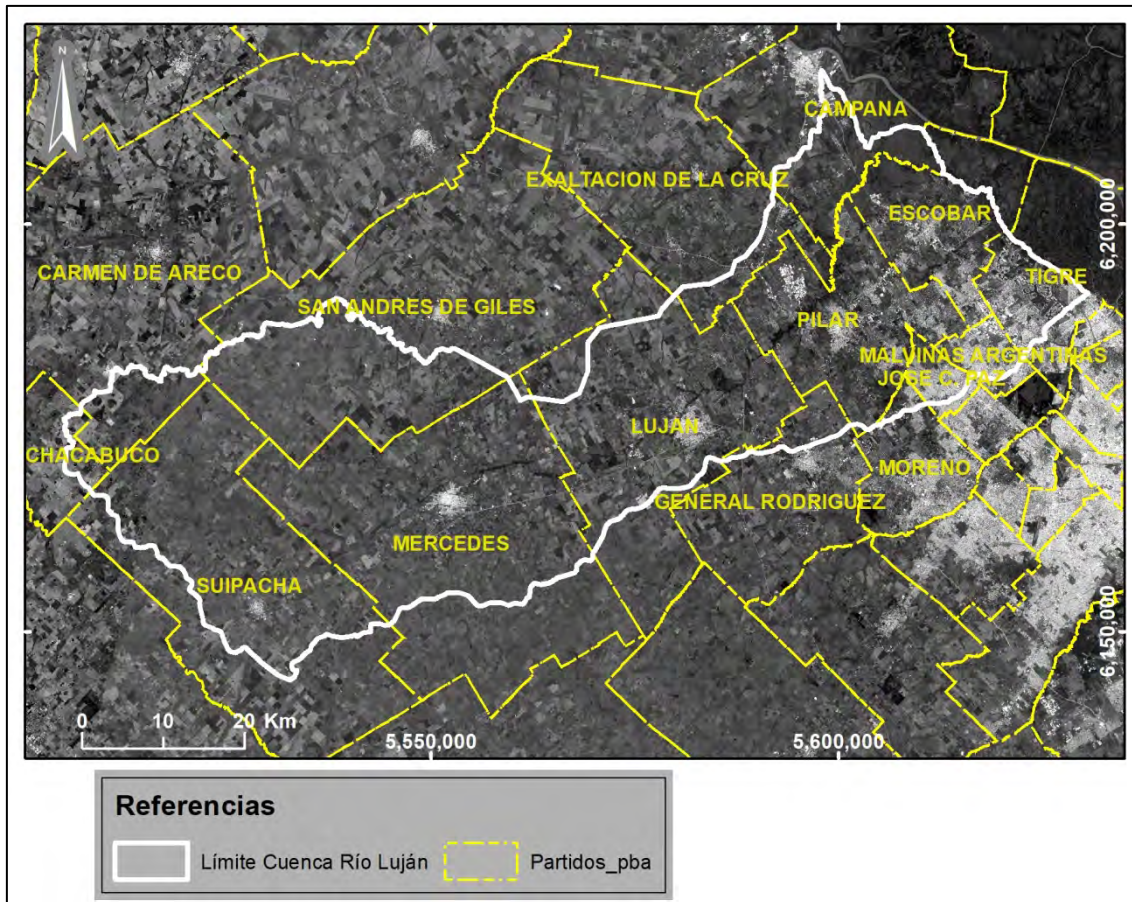 N
CAMPANA
EXALTACION DE LA CRUZ
ESCOBAR
6,200,000
CARMEN DE ARECO
TIGRE
SAN ANDRES DE GILES
PILAR
MALVINAS ARGENTINAS
JOSE C. PAZ
LUJAN
CHACABUCO
MORENO
GENERAL RODRIGUEZ
MERCEDES
SUIPACHA
6,150,000
0 10 20 Km
5,550,000
5,600,000
Referencias
Límite Cuenca Río Luján
Partidos_pba